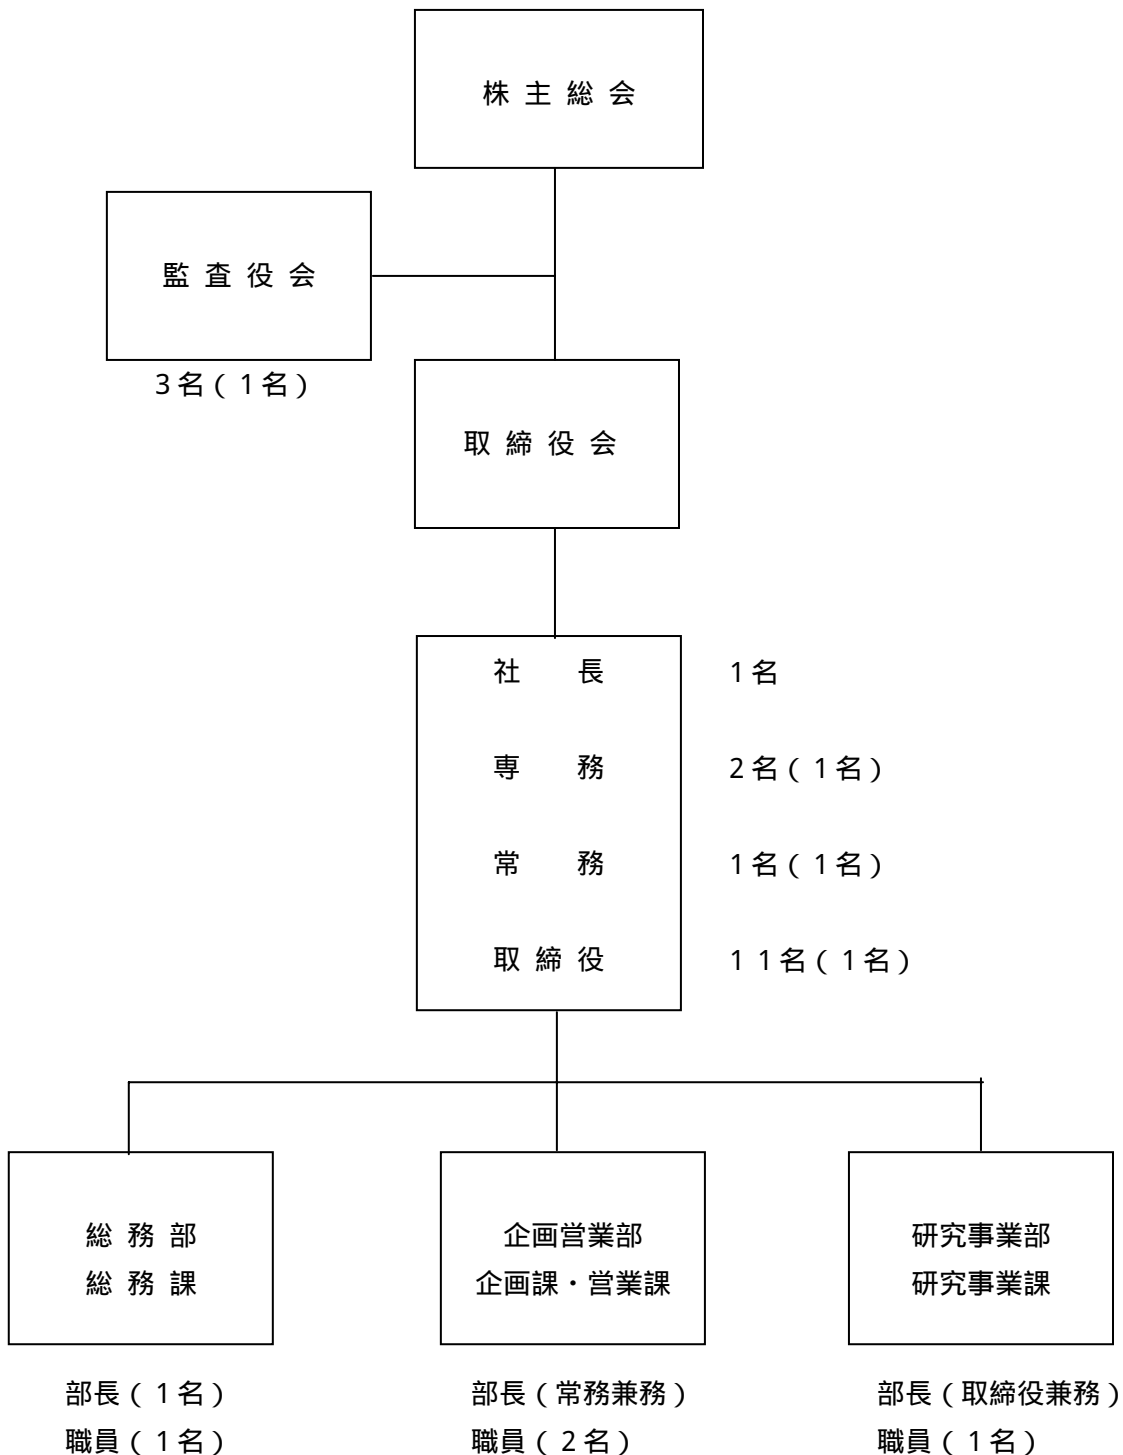 株主総会
監査役会
3名(1名)
取締役会
社長 1名
専務 2名(1名)
常務 1名(1名)
取締役 11名(1名)
総務部
総務課
部長(1名)
職員(1名)
企画営業部
企画課・営業課
部長(常務兼務)
職員(2名)
研究事業部
研究事業課
部長(取締役兼務)
職員(1名)